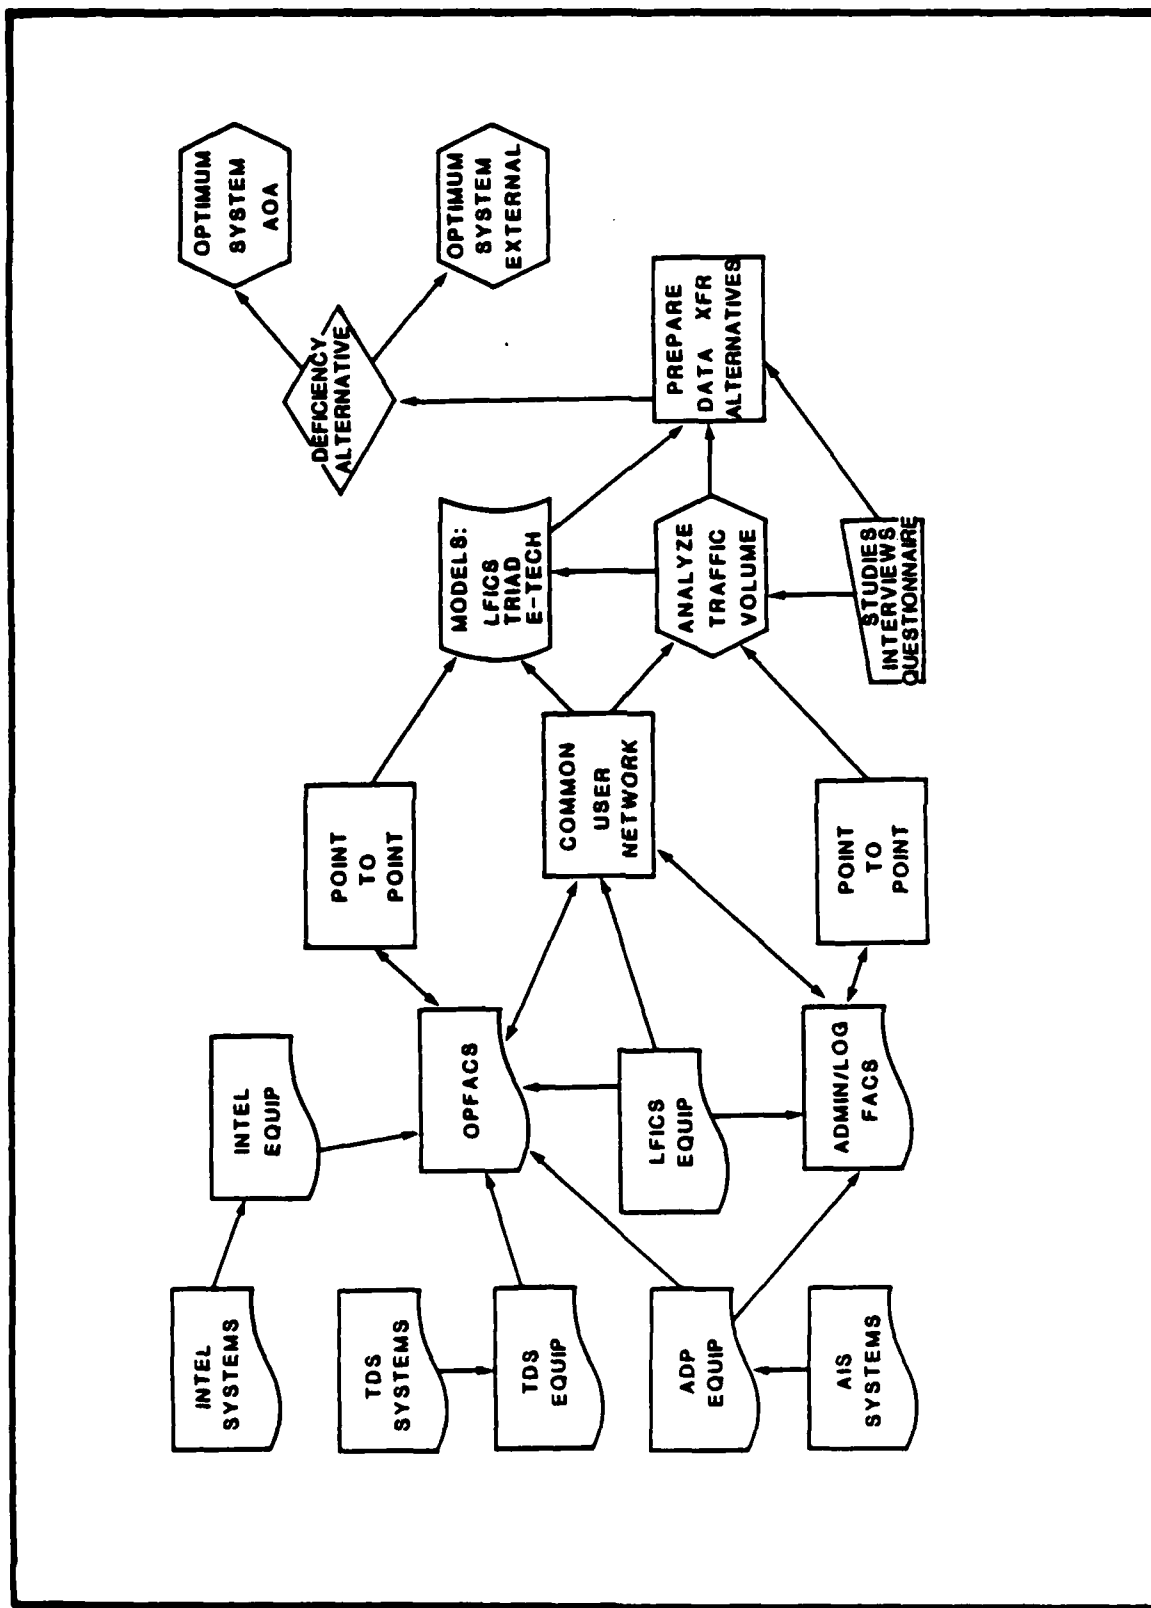 INTEL
SYSTEMS
TDS
SYSTEMS
TDS
EQUIP
ADP
EQUIP
AIS
SYSTEMS
INTEL
EQUIP
OPFACS
LFICS
EQUIP
ADMIN/LOG
FACS
POINT
TO
POINT
COMMON
USER
NETWORK
POINT
TO
POINT
MODELS:
LFICS
TRIAD
E-TECH
ANALYZE
TRAFFIC
VOLUME
STUDIES
INTERVIEWS
QUESTIONNAIRE
DEFICIENCY
ALTERNATIVE
PREPARE
DATA XFR
ALTERNATIVES
OPTIMUM
SYSTEM
AOA
OPTIMUM
SYSTEM
EXTERNAL